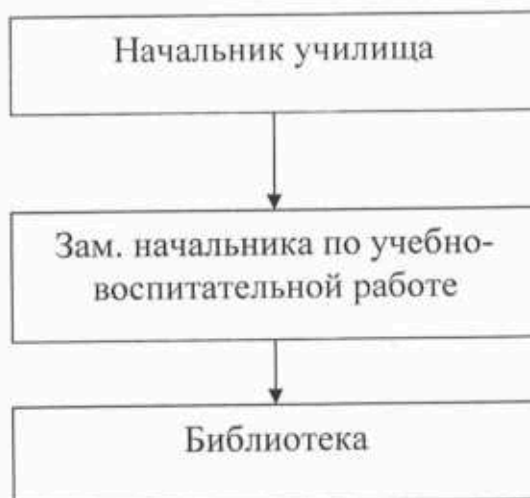 Начальник училища
Зам. начальника по учебно-
воспитательной работе
Библиотека